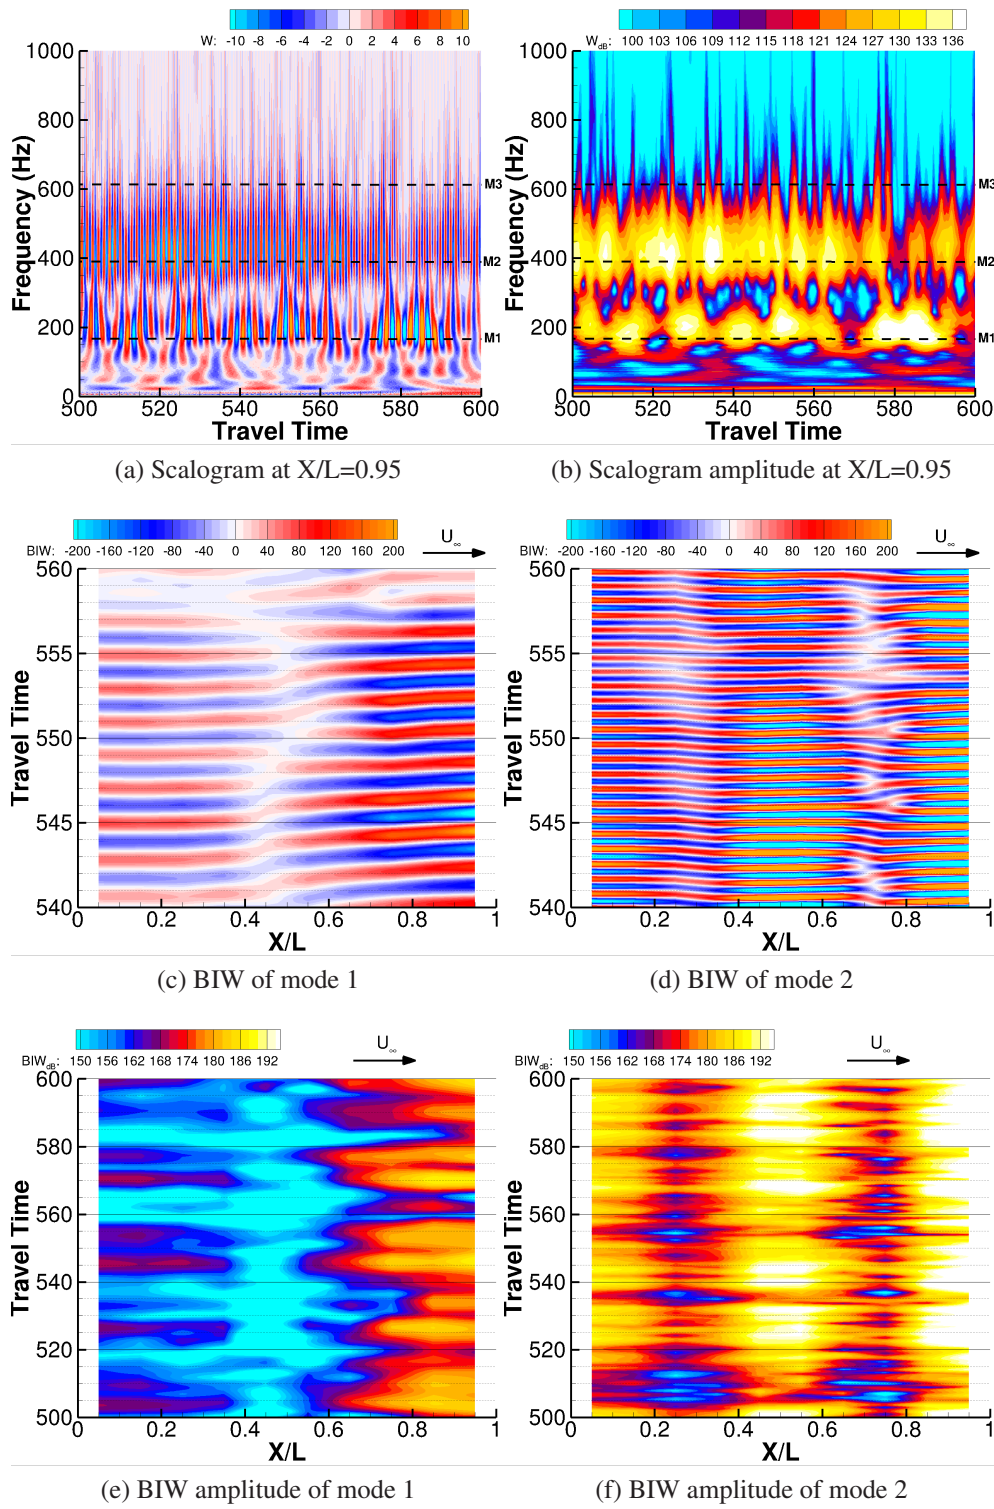 W: -10 -8 -6 -4 -2 0 2 4 6 8 10
1000
800
600
400
200
0
Frequency (Hz)
M3
M2
M1
500 520 540 560 580 600
Travel Time
(a) Scalogram at X/L=0.95
W_dB: 100 103 106 109 112 115 118 121 124 127 130 133 136
1000
800
600
400
200
0
Frequency (Hz)
M3
M2
M1
500 520 540 560 580 600
Travel Time
(b) Scalogram amplitude at X/L=0.95
BIW: -200 -160 -120 -80 -40 0 40 80 120 160 200
U∞
560
555
550
545
540
Travel Time
0 0.2 0.4 0.6 0.8 1
X/L
(c) BIW of mode 1
BIW: -200 -160 -120 -80 -40 0 40 80 120 160 200
U∞
560
555
550
545
540
Travel Time
0 0.2 0.4 0.6 0.8 1
X/L
(d) BIW of mode 2
BIW_dB: 150 156 162 168 174 180 186 192
U∞
600
580
560
540
520
500
Travel Time
0 0.2 0.4 0.6 0.8 1
X/L
(e) BIW amplitude of mode 1
BIW_dB: 150 156 162 168 174 180 186 192
U∞
600
580
560
540
520
500
Travel Time
0 0.2 0.4 0.6 0.8 1
X/L
(f) BIW amplitude of mode 2